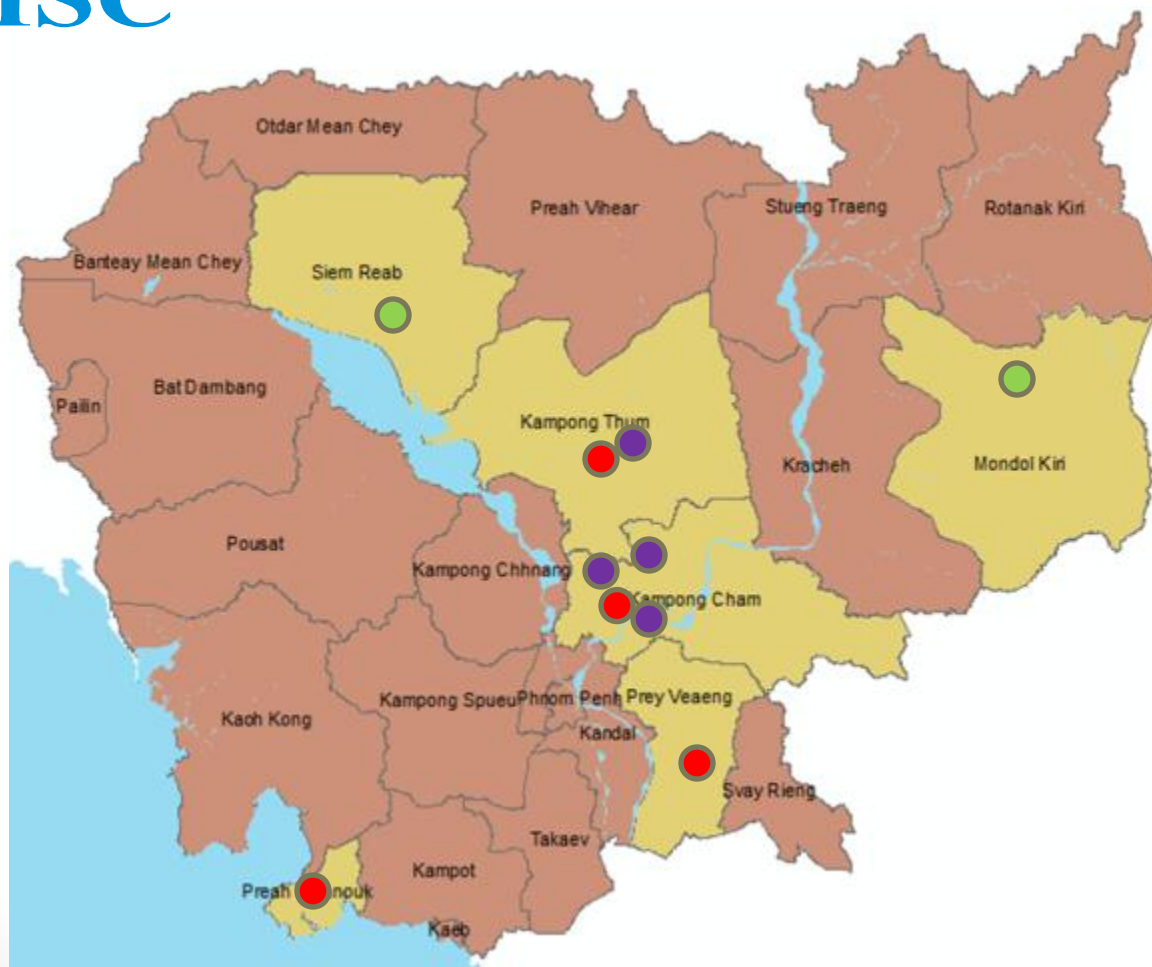 Otdar Mean Chey
Preah Vihear
Stueng Traeng
Rotanak Kiri
Banteay Mean Chey
Siem Reab
Bat Dambang
Pailin
Kampong Thum
Kracheh
Mondol Kiri
Pousat
Kampong Chhnang
Kampong Cham
Kaoh Kong
Kampong Spueu
Phnom Penh
Prey Veaeng
Kandal
Svay Rieng
Takaev
Kampot
Preah
nouk
Kaeb